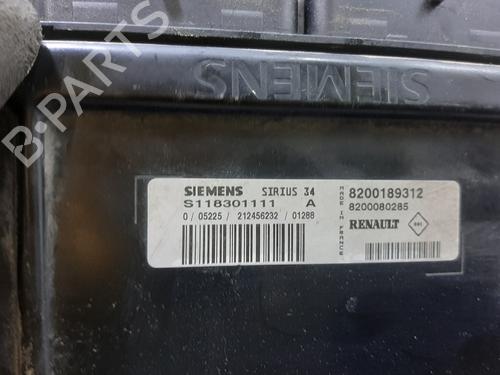 SIEMENS
B-PARTS
SIEMENS SIRIUS 34
S118301111 A
0 / 05225 / 212456232 / 01288
MADE IN FRANCE
8200189312
8200080285
RENAULT